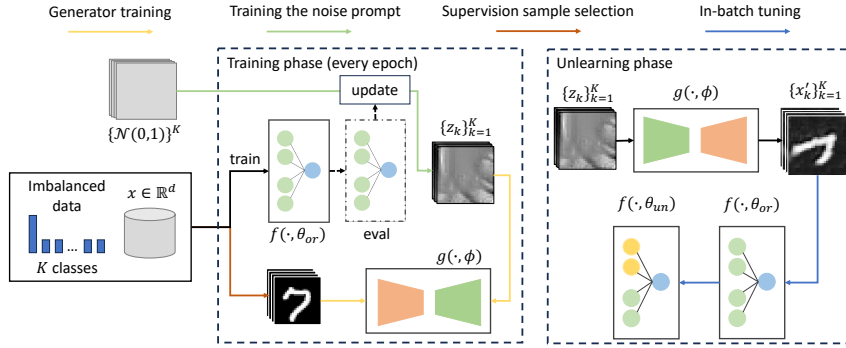 Generator training
Training the noise prompt
Supervision sample selection
In-batch tuning
Training phase (every epoch)
Unlearning phase
update
{𝒩(0,1)}^K
{z_k}_{k=1}^K
train
f(·, θ_or)
eval
Imbalanced
data
x ∈ ℝ^d
...
K classes
g(·, ϕ)
{z_k}_{k=1}^K
g(·, ϕ)
{x'_k}_{k=1}^K
f(·, θ_un)
f(·, θ_or)